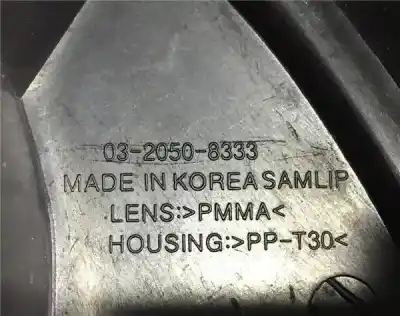 03-2050-8333
MADE IN KOREA SAMLIP
LENS:>PMMA<
HOUSING:>PP-T30<